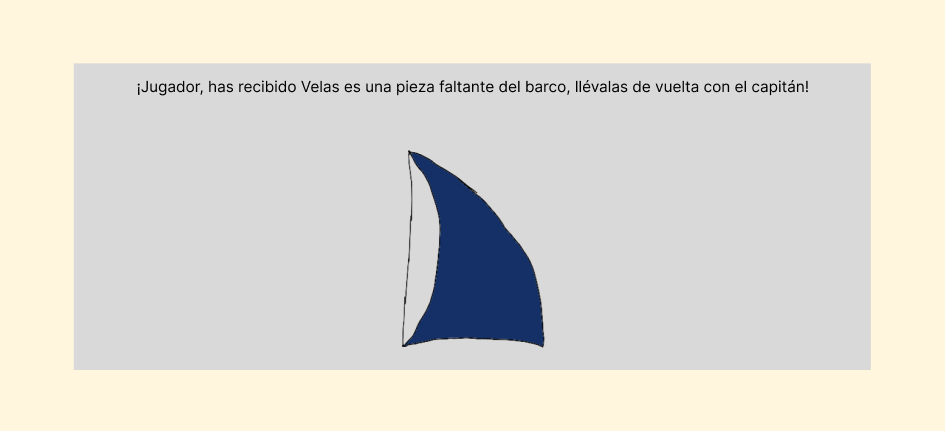 ¡Jugador, has recibido Velas es una pieza faltante del barco, llévalas de vuelta con el capitán!